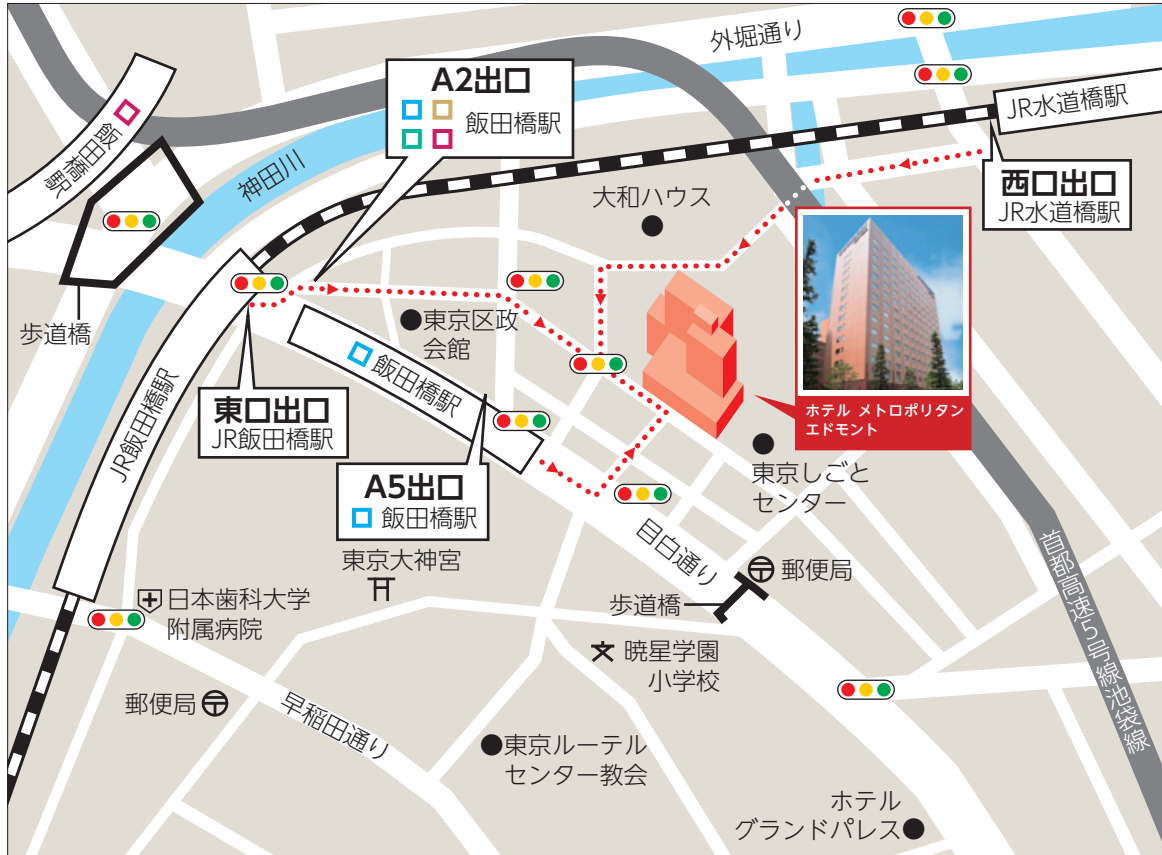 外堀通り
A2出口
飯田橋駅
JR水道橋駅
飯田橋駅
神田川
西口出口
JR水道橋駅
大和ハウス
歩道橋
東京区政
会館
飯田橋駅
JR飯田橋駅
東口出口
JR飯田橋駅
ホテル メトロポリタン
エドモント
A5出口
飯田橋駅
東京しごと
センター
目白通り
首都高速5号線池袋線
東京大神宮
郵便局
歩道橋
日本歯科大学
附属病院
暁星学園
小学校
郵便局
早稲田通り
東京ルーテル
センター教会
ホテル
グランドパレス